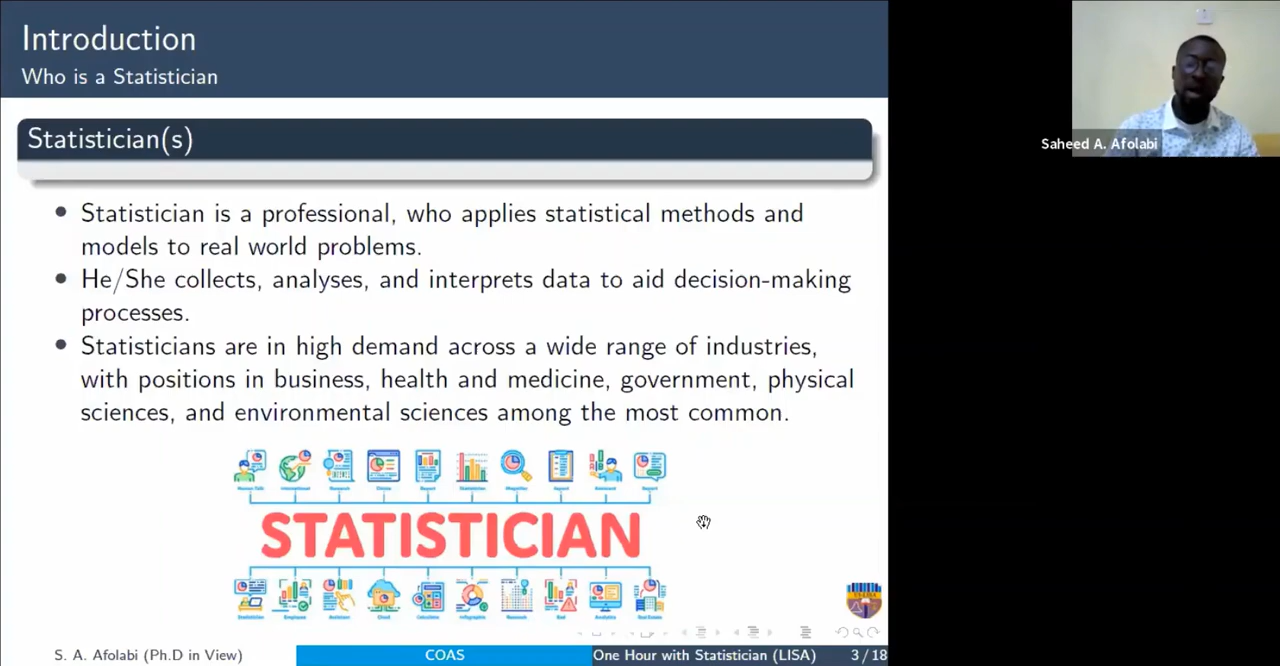 Introduction
Who is a Statistician
Statistician(s)
Saheed A. Afolabi
• Statistician is a professional, who applies statistical methods and
models to real world problems.
• He/She collects, analyses, and interprets data to aid decision-making
processes.
• Statisticians are in high demand across a wide range of industries,
with positions in business, health and medicine, government, physical
sciences, and environmental sciences among the most common.
STATISTICIAN
S. A. Afolabi (Ph.D in View) COAS One Hour with Statistician (LISA) 3 / 18